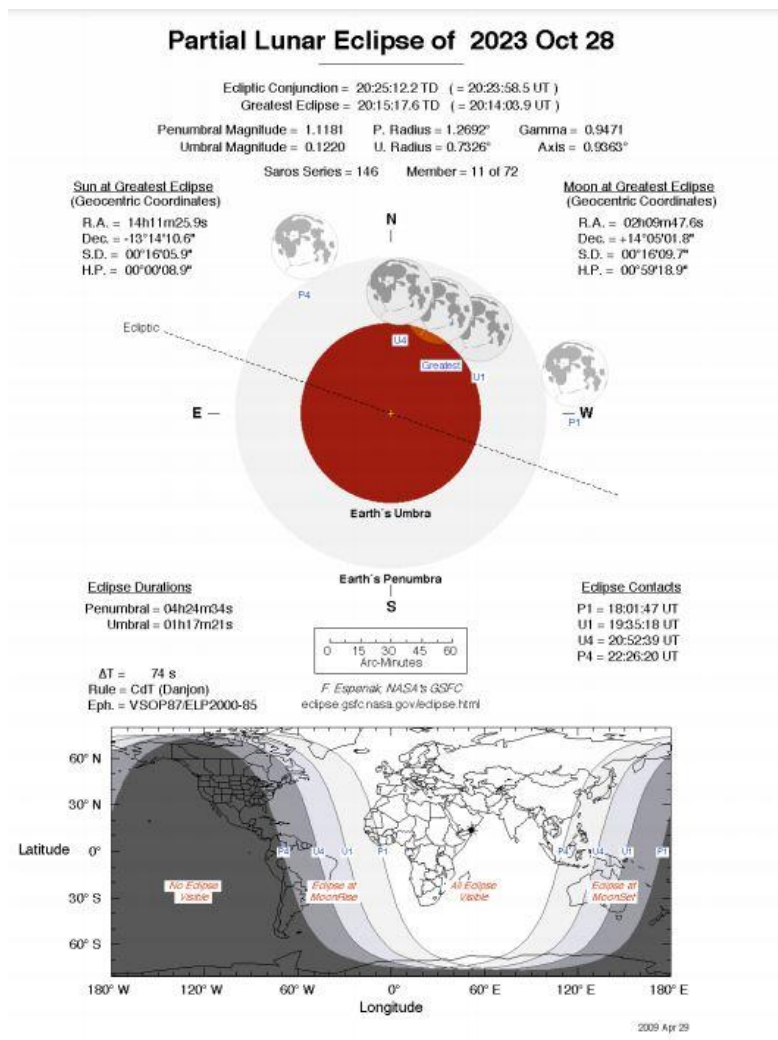 Partial Lunar Eclipse of 2023 Oct 28
Ecliptic Conjunction = 20:25:12.2 TD ( = 20:23:58.5 UT )
Greatest Eclipse = 20:15:17.6 TD ( = 20:14:03.9 UT )
Penumbral Magnitude = 1.1181 P. Radius = 1.2692° Gamma = 0.9471
Umbral Magnitude = 0.1220 U. Radius = 0.7326° Axis = 0.9363°
Saros Series = 146 Member = 11 of 72
Sun at Greatest Eclipse
(Geocentric Coordinates)
R.A. = 14h11m25.9s
Dec. = -13°14'10.6"
S.D. = 00°16'05.9"
H.P. = 00°00'08.9"
Moon at Greatest Eclipse
(Geocentric Coordinates)
R.A. = 02h09m47.6s
Dec. = +14°05'01.8"
S.D. = 00°16'09.7"
H.P. = 00°59'18.9"
N
P4
Ecliptic
U4
Greatest
U1
E
W
P1
Earth's Umbra
Earth's Penumbra
S
Eclipse Durations
Penumbral = 04h24m34s
Umbral = 01h17m21s
Eclipse Contacts
P1 = 18:01:47 UT
U1 = 19:35:18 UT
U4 = 20:52:39 UT
P4 = 22:26:20 UT
0 15 30 45 60
Arc-Minutes
ΔT = 74 s
Rule = CdT (Danjon)
Eph. = VSOP87/ELP2000-85
F. Espenak, NASA's GSFC
eclipse.gsfc.nasa.gov/eclipse.html
60° N
30° N
Latitude 0°
30° S
60° S
P4 U4 U1 P1 P4 U4 U1 P1
No Eclipse
Visible
Eclipse at
MoonRise
All Eclipse
Visible
Eclipse at
MoonSet
180° W 120° W 60° W 0° 60° E 120° E 180° E
Longitude
2009 Apr 29